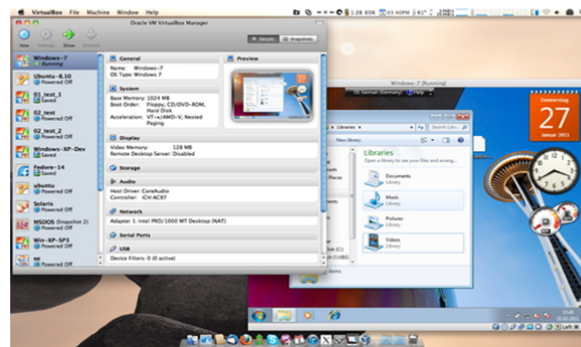 VirtualBox File Machine Window Help
Oracle VM VirtualBox Manager
New Settings Show Discard
Details Snapshots
Windows-7
Running
Ubuntu-8.10
Powered Off
01_test_1
Saved
02_test
Powered Off
02_test_2
Powered Off
Windows-XP-Dev
Saved
Fedora-14
Saved
ubuntu
Powered Off
Solaris
Powered Off
MSDOS (Snapshot 2)
Powered Off
Win-XP-SP3
Powered Off
General
Name: Windows-7
OS Type: Windows 7
System
Base Memory: 1024 MB
Boot Order: Floppy, CD/DVD-ROM,
Hard Disk
Acceleration: VT-x/AMD-V, Nested
Paging
Display
Video Memory: 128 MB
Remote Desktop Server: Disabled
Storage
Audio
Host Driver: CoreAudio
Controller: ICH AC97
Network
Adapter 1: Intel PRO/1000 MT Desktop (NAT)
Serial Ports
USB
Device Filters: 0 (0 active)
Preview
Windows-7 [Running]
Libraries
New library
Libraries
Open a library to see your files and
Documents
Library
Music
Library
Pictures
Library
Videos
Library
items
Donnerstag
27
Januar 2011